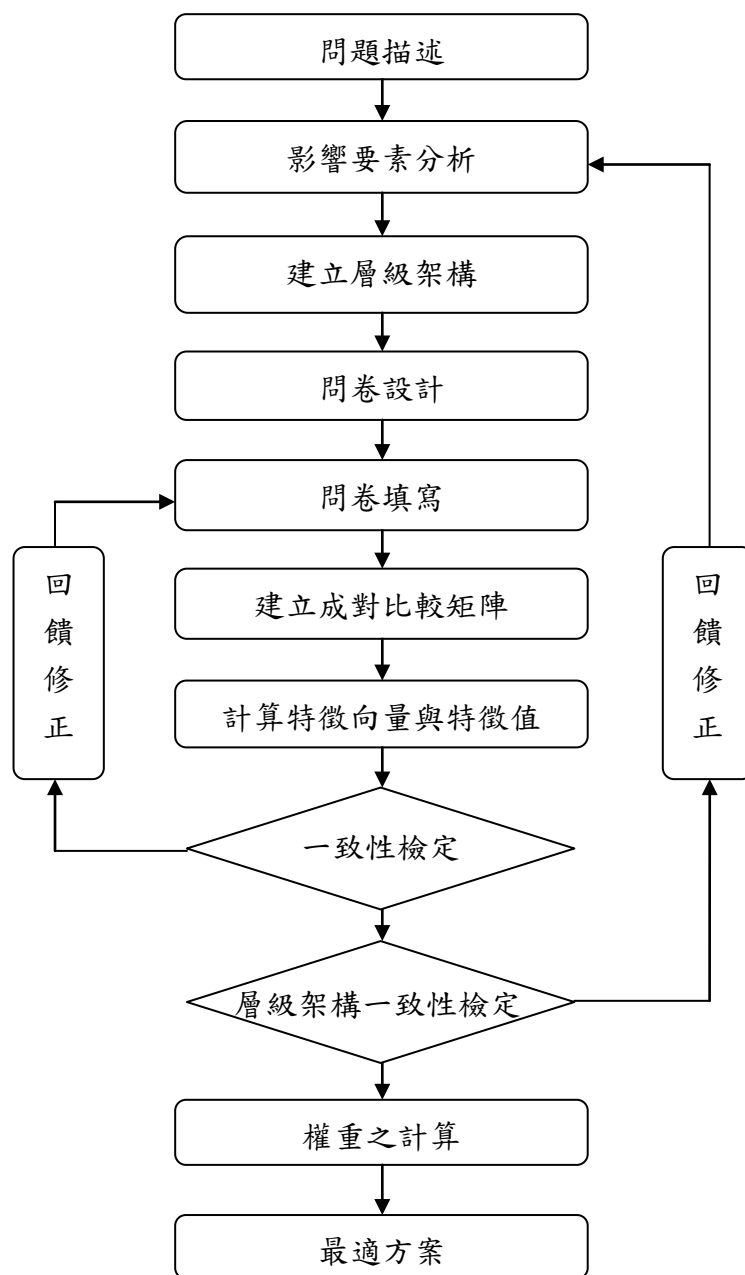 問題描述
影響要素分析
建立層級架構
問卷設計
問卷填寫
建立成對比較矩陣
回饋修正
回饋修正
計算特徵向量與特徵值
一致性檢定
層級架構一致性檢定
權重之計算
最適方案